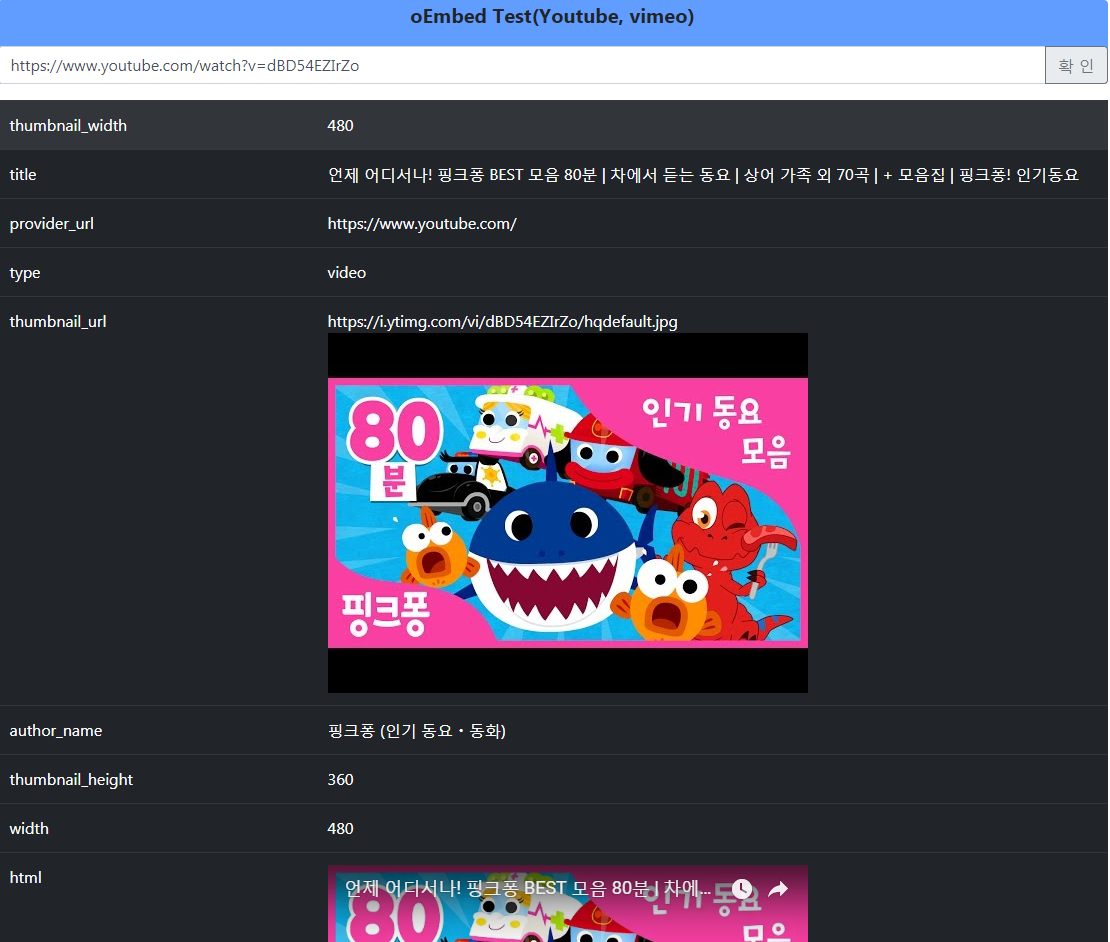 oEmbed Test(Youtube, vimeo)
https://www.youtube.com/watch?v=dBD54EZIrZo 확 인
thumbnail_width 480
title 언제 어디서나! 핑크퐁 BEST 모음 80분 | 차에서 듣는 동요 | 상어 가족 외 70곡 | + 모음집 | 핑크퐁! 인기동요
provider_url https://www.youtube.com/
type video
thumbnail_url https://i.ytimg.com/vi/dBD54EZIrZo/hqdefault.jpg
80
분
인기 동요
모음
핑크퐁
author_name 핑크퐁 (인기 동요・동화)
thumbnail_height 360
width 480
html
언제 어디서나! 핑크퐁 BEST 모음 80분 | 차에...
80
인기 동요
모음